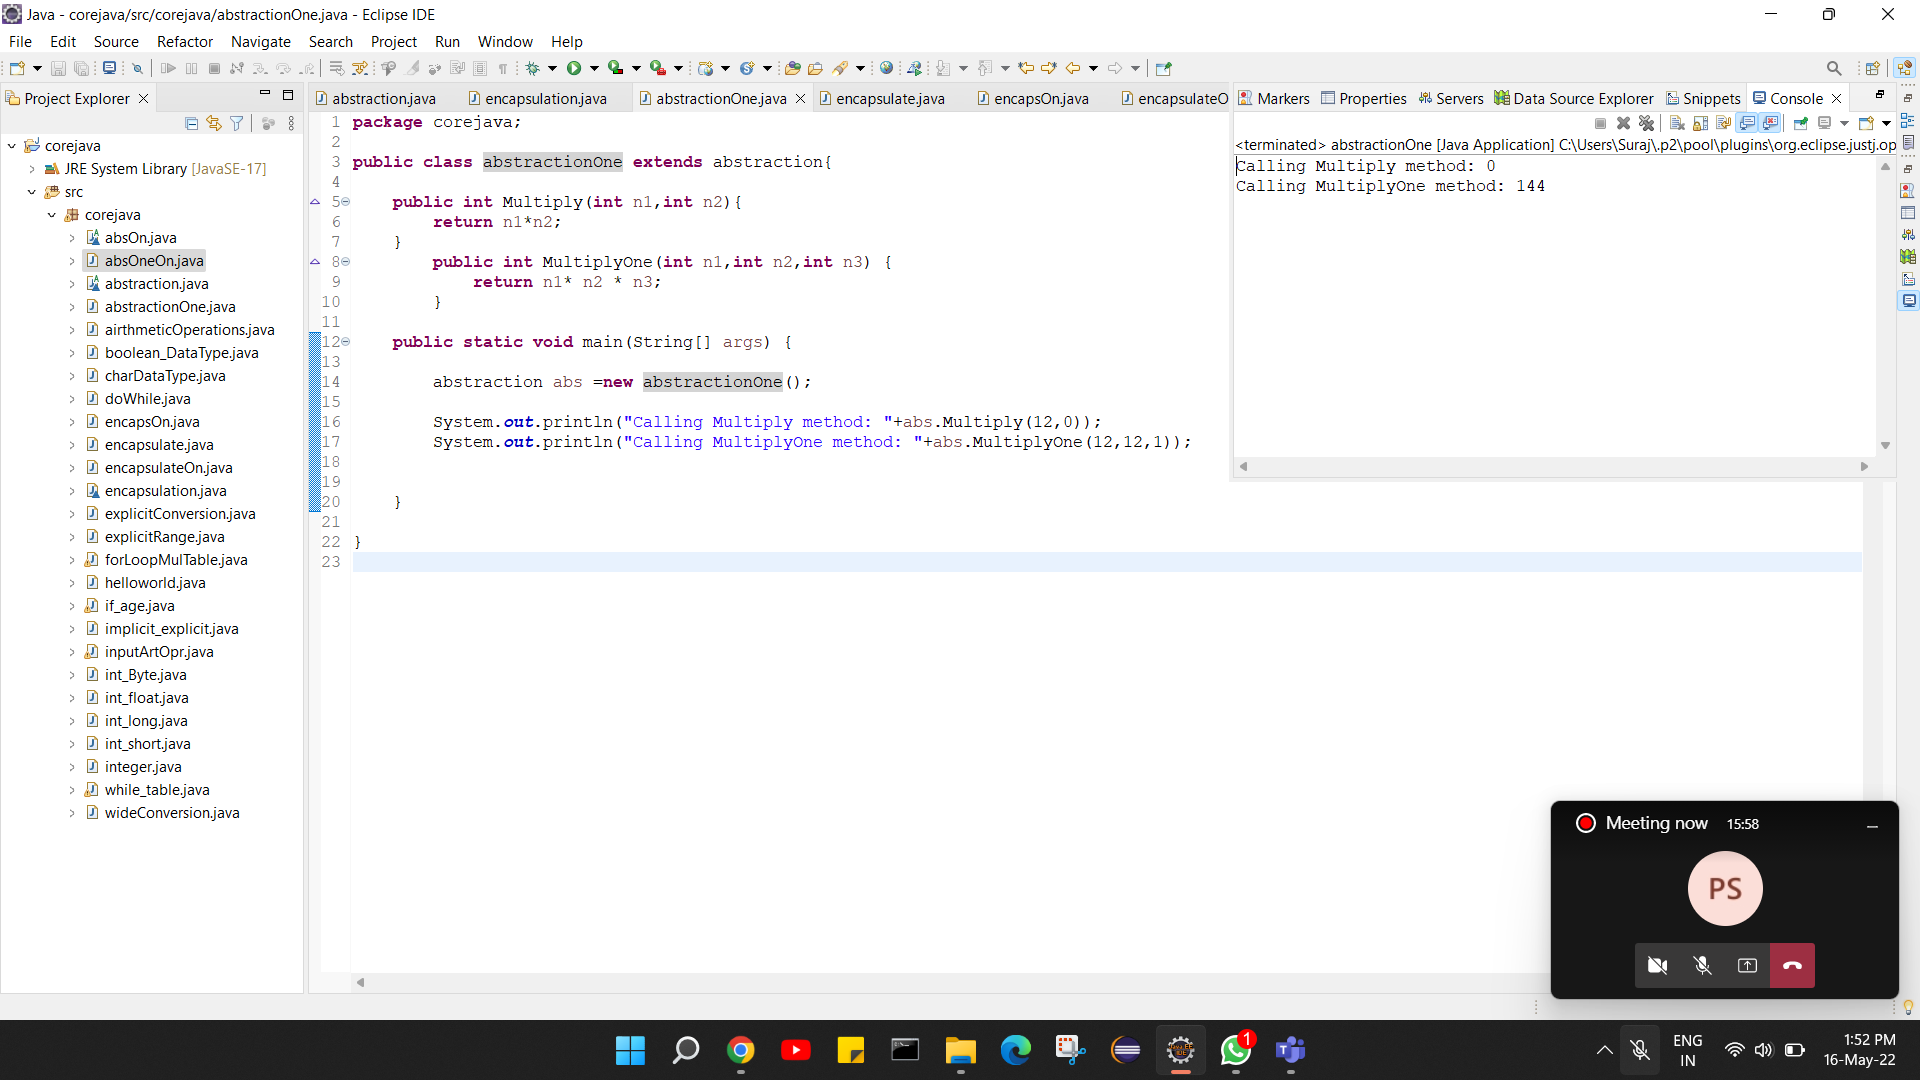 Java - corejava/src/corejava/abstractionOne.java - Eclipse IDE
File Edit Source Refactor Navigate Search Project Run Window Help
Project Explorer
corejava
JRE System Library [JavaSE-17]
src
corejava
absOn.java
absOneOn.java
abstraction.java
abstractionOne.java
airthmeticOperations.java
boolean_DataType.java
charDataType.java
doWhile.java
encapsOn.java
encapsulate.java
encapsulateOn.java
encapsulation.java
explicitConversion.java
explicitRange.java
forLoopMulTable.java
helloworld.java
if_age.java
implicit_explicit.java
inputArtOpr.java
int_Byte.java
int_float.java
int_long.java
int_short.java
integer.java
while_table.java
wideConversion.java
abstraction.java encapsulation.java abstractionOne.java encapsulate.java encapsOn.java encapsulateO
1 package corejava;
2
3 public class abstractionOne extends abstraction{
4
5 public int Multiply(int n1,int n2){
6 return n1*n2;
7 }
8 public int MultiplyOne(int n1,int n2,int n3) {
9 return n1* n2 * n3;
10 }
11
12 public static void main(String[] args) {
13
14 abstraction abs =new abstractionOne();
15
16 System.out.println("Calling Multiply method: "+abs.Multiply(12,0));
17 System.out.println("Calling MultiplyOne method: "+abs.MultiplyOne(12,12,1));
18
19
20 }
21
22 }
23
Markers Properties Servers Data Source Explorer Snippets Console
<terminated> abstractionOne [Java Application] C:\Users\Suraj\.p2\pool\plugins\org.eclipse.justj.op
Calling Multiply method: 0
Calling MultiplyOne method: 144
Meeting now 15:58
PS
1
ENG
IN
1:52 PM
16-May-22